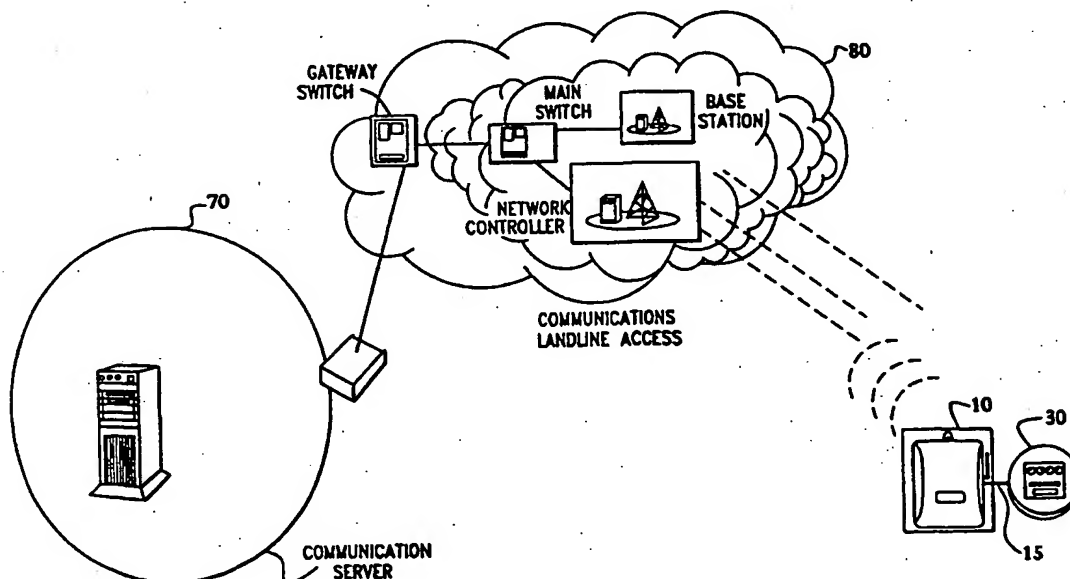 80
GATEWAY
SWITCH
MAIN
SWITCH
BASE
STATION
70
NETWORK
CONTROLLER
COMMUNICATIONS
LANDLINE ACCESS
10
30
15
COMMUNICATION
SERVER